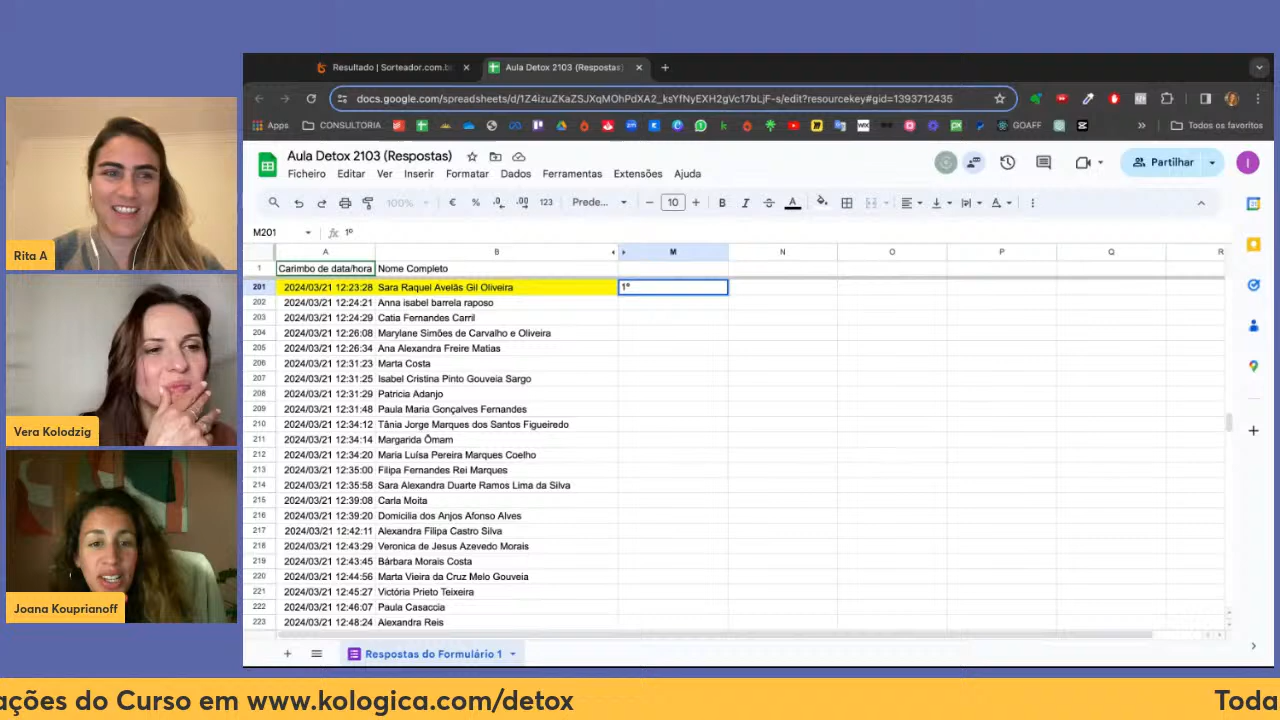 Resultado | Sorteador.com.b
Aula Detox 2103 (Respostas)
docs.google.com/spreadsheets/d/1Z4izuZKaZSJXqMOhPdXA2_ksYfNyEXH2gVc17bLjF-s/edit?resourcekey#gid=1393712435
Apps
CONSULTORIA
GOAFF
Todos os favoritos
Aula Detox 2103 (Respostas)
Partilhar
Ficheiro Editar Ver Inserir Formatar Dados Ferramentas Extensões Ajuda
100% € % .0 .00 123 Prede... 10 B I A
M201 fx 1º
A B M N O P Q R
1 Carimbo de data/hora Nome Completo
201 2024/03/21 12:23:28 Sara Raquel Avelãs Gil Oliveira 1º
202 2024/03/21 12:24:21 Anna isabel barrela raposo
203 2024/03/21 12:24:29 Catia Fernandes Carril
204 2024/03/21 12:26:08 Marylane Simões de Carvalho e Oliveira
205 2024/03/21 12:26:34 Ana Alexandra Freire Matias
206 2024/03/21 12:31:23 Marta Costa
207 2024/03/21 12:31:25 Isabel Cristina Pinto Gouveia Sargo
208 2024/03/21 12:31:29 Patricia Adanjo
209 2024/03/21 12:31:48 Paula Maria Gonçalves Fernandes
210 2024/03/21 12:34:12 Tânia Jorge Marques dos Santos Figueiredo
211 2024/03/21 12:34:14 Margarida Ômam
212 2024/03/21 12:34:20 Maria Luísa Pereira Marques Coelho
213 2024/03/21 12:35:00 Filipa Fernandes Rei Marques
214 2024/03/21 12:35:58 Sara Alexandra Duarte Ramos Lima da Silva
215 2024/03/21 12:39:08 Carla Moita
216 2024/03/21 12:39:20 Domicilia dos Anjos Afonso Alves
217 2024/03/21 12:42:11 Alexandra Filipa Castro Silva
218 2024/03/21 12:43:29 Veronica de Jesus Azevedo Morais
219 2024/03/21 12:43:45 Bárbara Morais Costa
220 2024/03/21 12:44:56 Marta Vieira da Cruz Melo Gouveia
221 2024/03/21 12:45:27 Victória Prieto Teixeira
222 2024/03/21 12:46:07 Paula Casaccia
223 2024/03/21 12:48:24 Alexandra Reis
Respostas do Formulário 1
Rita A
Vera Kolodzig
Joana Kouprianoff
ações do Curso em www.kologica.com/detox
Toda